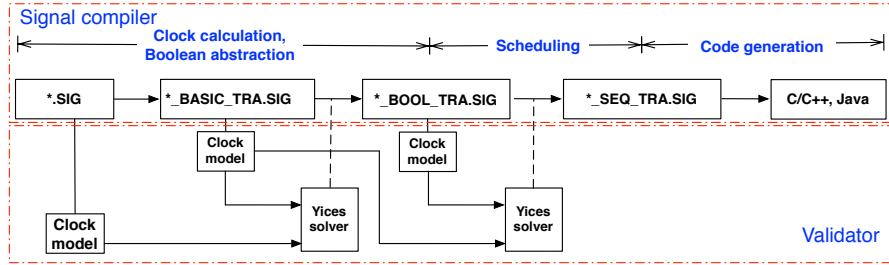 Signal compiler
Clock calculation,
Boolean abstraction
Scheduling
Code generation
*.SIG
*_BASIC_TRA.SIG
*_BOOL_TRA.SIG
*_SEQ_TRA.SIG
C/C++, Java
Clock
model
Clock
model
Clock
model
Yices
solver
Yices
solver
Validator